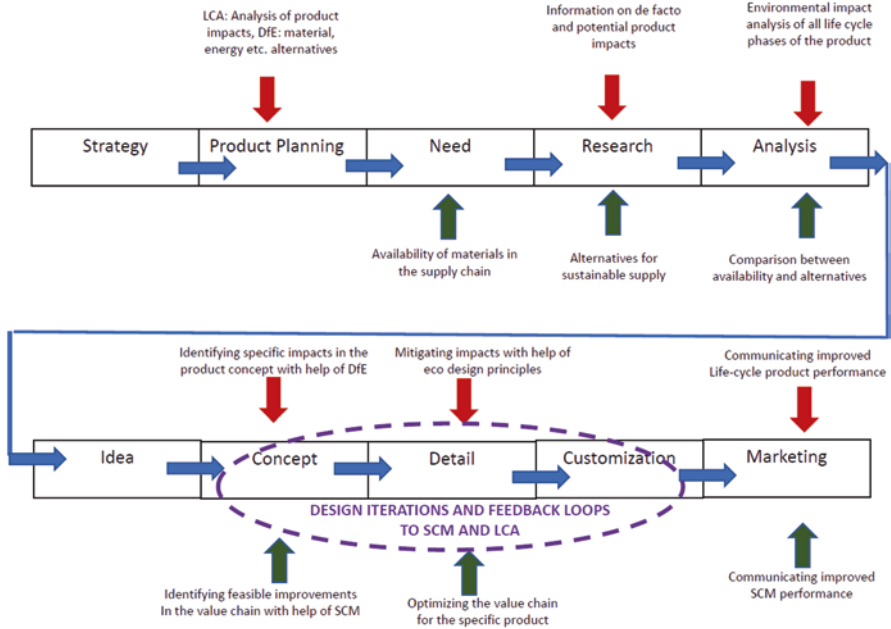 LCA: Analysis of product
impacts, DfE: material,
energy etc. alternatives
Information on de facto
and potential product
impacts
Environmental impact
analysis of all life cycle
phases of the product
Strategy
Product Planning
Need
Research
Analysis
Availability of materials in
the supply chain
Alternatives for
sustainable supply
Comparison between
availability and alternatives
Identifying specific impacts in the
product concept with help of DfE
Mitigating impacts with help of
eco design principles
Communicating improved
Life-cycle product performance
Idea
Concept
Detail
Customization
Marketing
DESIGN ITERATIONS AND FEEDBACK LOOPS
TO SCM AND LCA
Identifying feasible improvements
In the value chain with help of SCM
Optimizing the value chain
for the specific product
Communicating improved
SCM performance